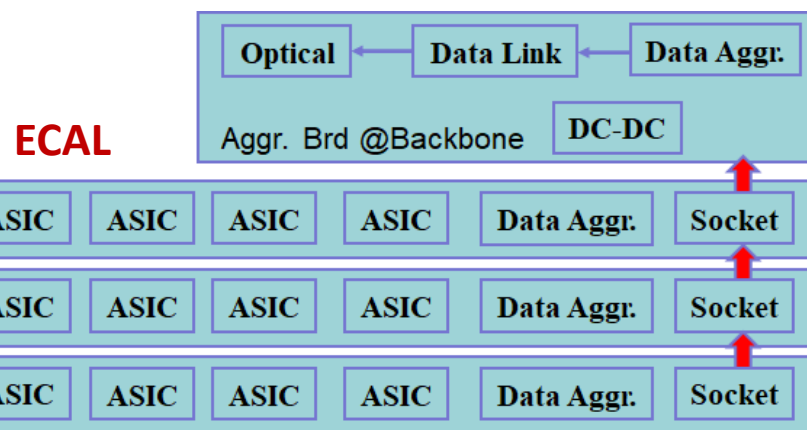 Optical Data Link Data Aggr.
ECAL
Aggr. Brd @Backbone DC-DC
ASIC ASIC ASIC Data Aggr. Socket
ASIC ASIC ASIC Data Aggr. Socket
ASIC ASIC ASIC Data Aggr. Socket